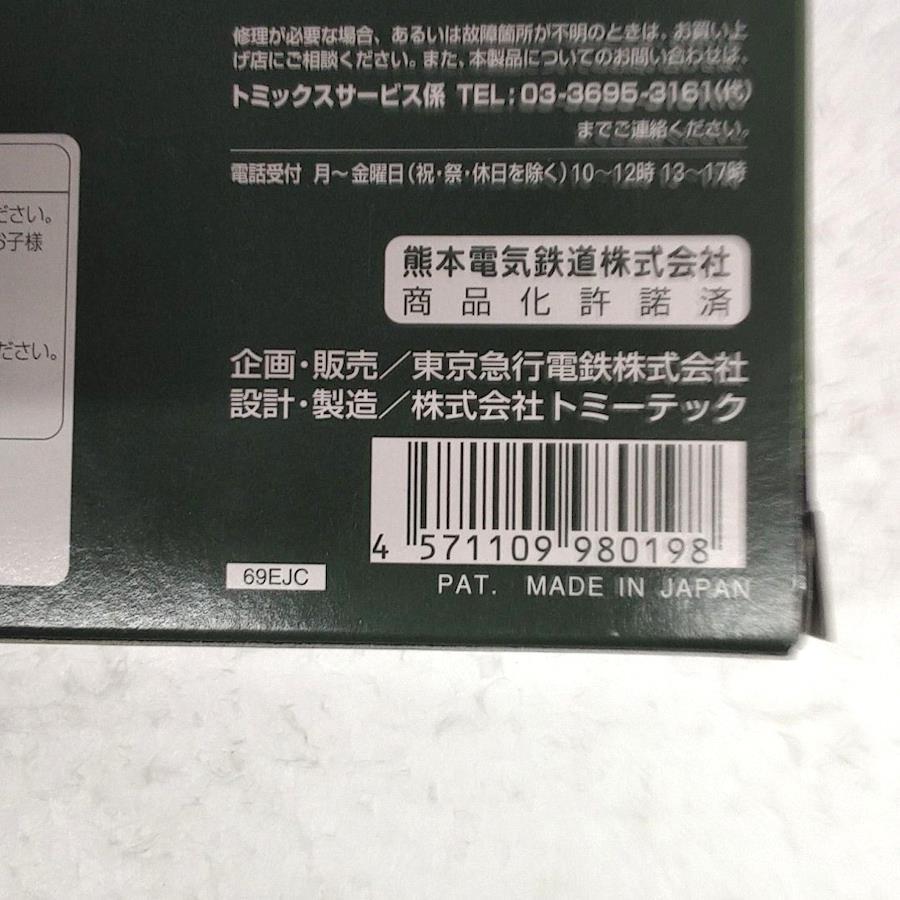 修理が必要な場合、あるいは故障箇所が不明のときは、お買い上
げ店にご相談ください。また、本製品についてのお問い合わせは、
トミックスサービス係 TEL:03-3695-3161(代)
までご連絡ください。
電話受付 月～金曜日(祝・祭・休日を除く)10～12時 13～17時
ださい。
お子様
ださい。
熊本電気鉄道株式会社
商品化許諾済
企画・販売／東京急行電鉄株式会社
設計・製造／株式会社トミーテック
4 571109 980198
69EJC
PAT. MADE IN JAPAN